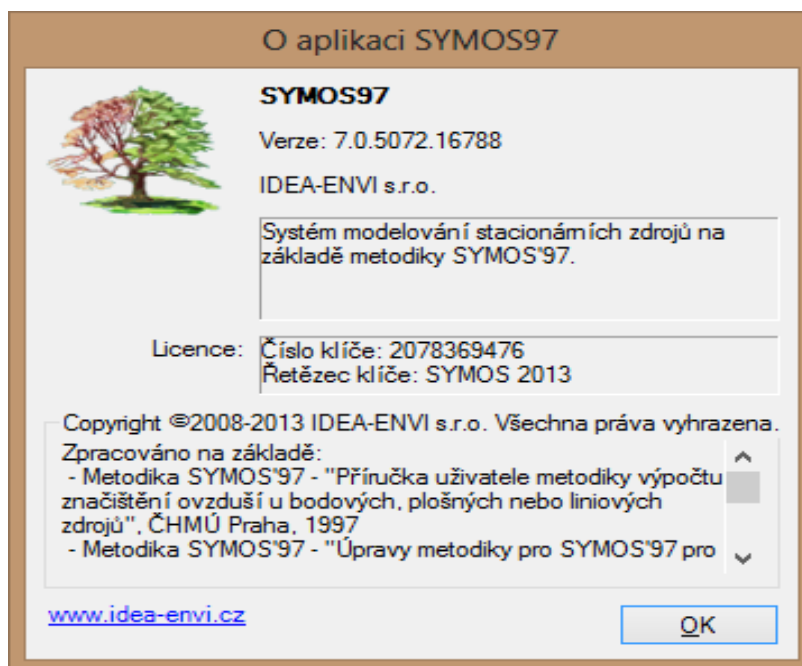 O aplikaci SYMOS97
SYMOS97
Verze: 7.0.5072.16788
IDEA-ENVI s.r.o.
Systém modelování stacionárních zdrojů na
základě metodiky SYMOS'97.
Licence:
Číslo klíče: 2078369476
Řetězec klíče: SYMOS 2013
Copyright ©2008-2013 IDEA-ENVI s.r.o. Všechna práva vyhrazena.
Zpracováno na základě:
- Metodika SYMOS'97 - "Příručka uživatele metodiky výpočtu
značištění ovzduší u bodových, plošných nebo liniových
zdrojů", ČHMÚ Praha, 1997
- Metodika SYMOS'97 - "Úpravy metodiky pro SYMOS'97 pro
www.idea-envi.cz
OK